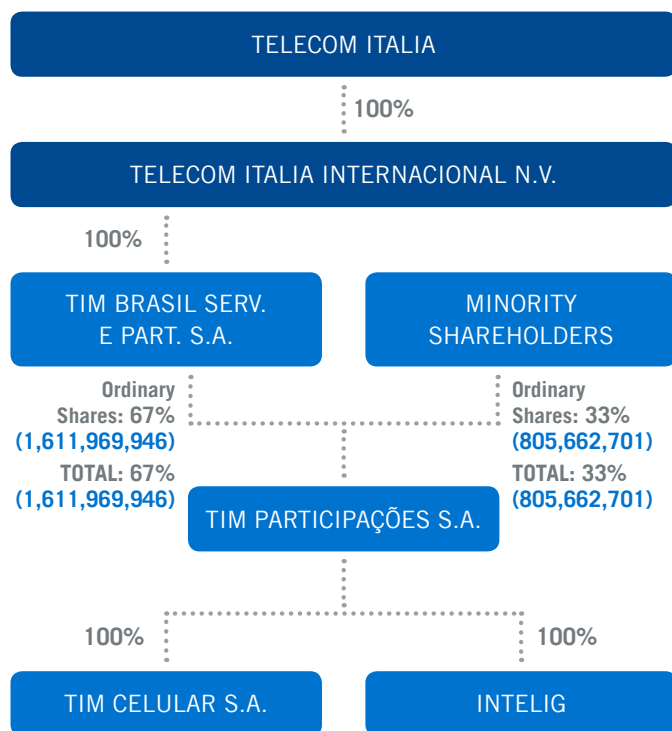 TELECOM ITALIA
100%
TELECOM ITALIA INTERNACIONAL N.V.
100%
TIM BRASIL SERV.
E PART. S.A.
MINORITY
SHAREHOLDERS
Ordinary
Shares: 67%
(1,611,969,946)
TOTAL: 67%
(1,611,969,946)
Ordinary
Shares: 33%
(805,662,701)
TOTAL: 33%
(805,662,701)
TIM PARTICIPAÇÕES S.A.
100%
100%
TIM CELULAR S.A.
INTELIG